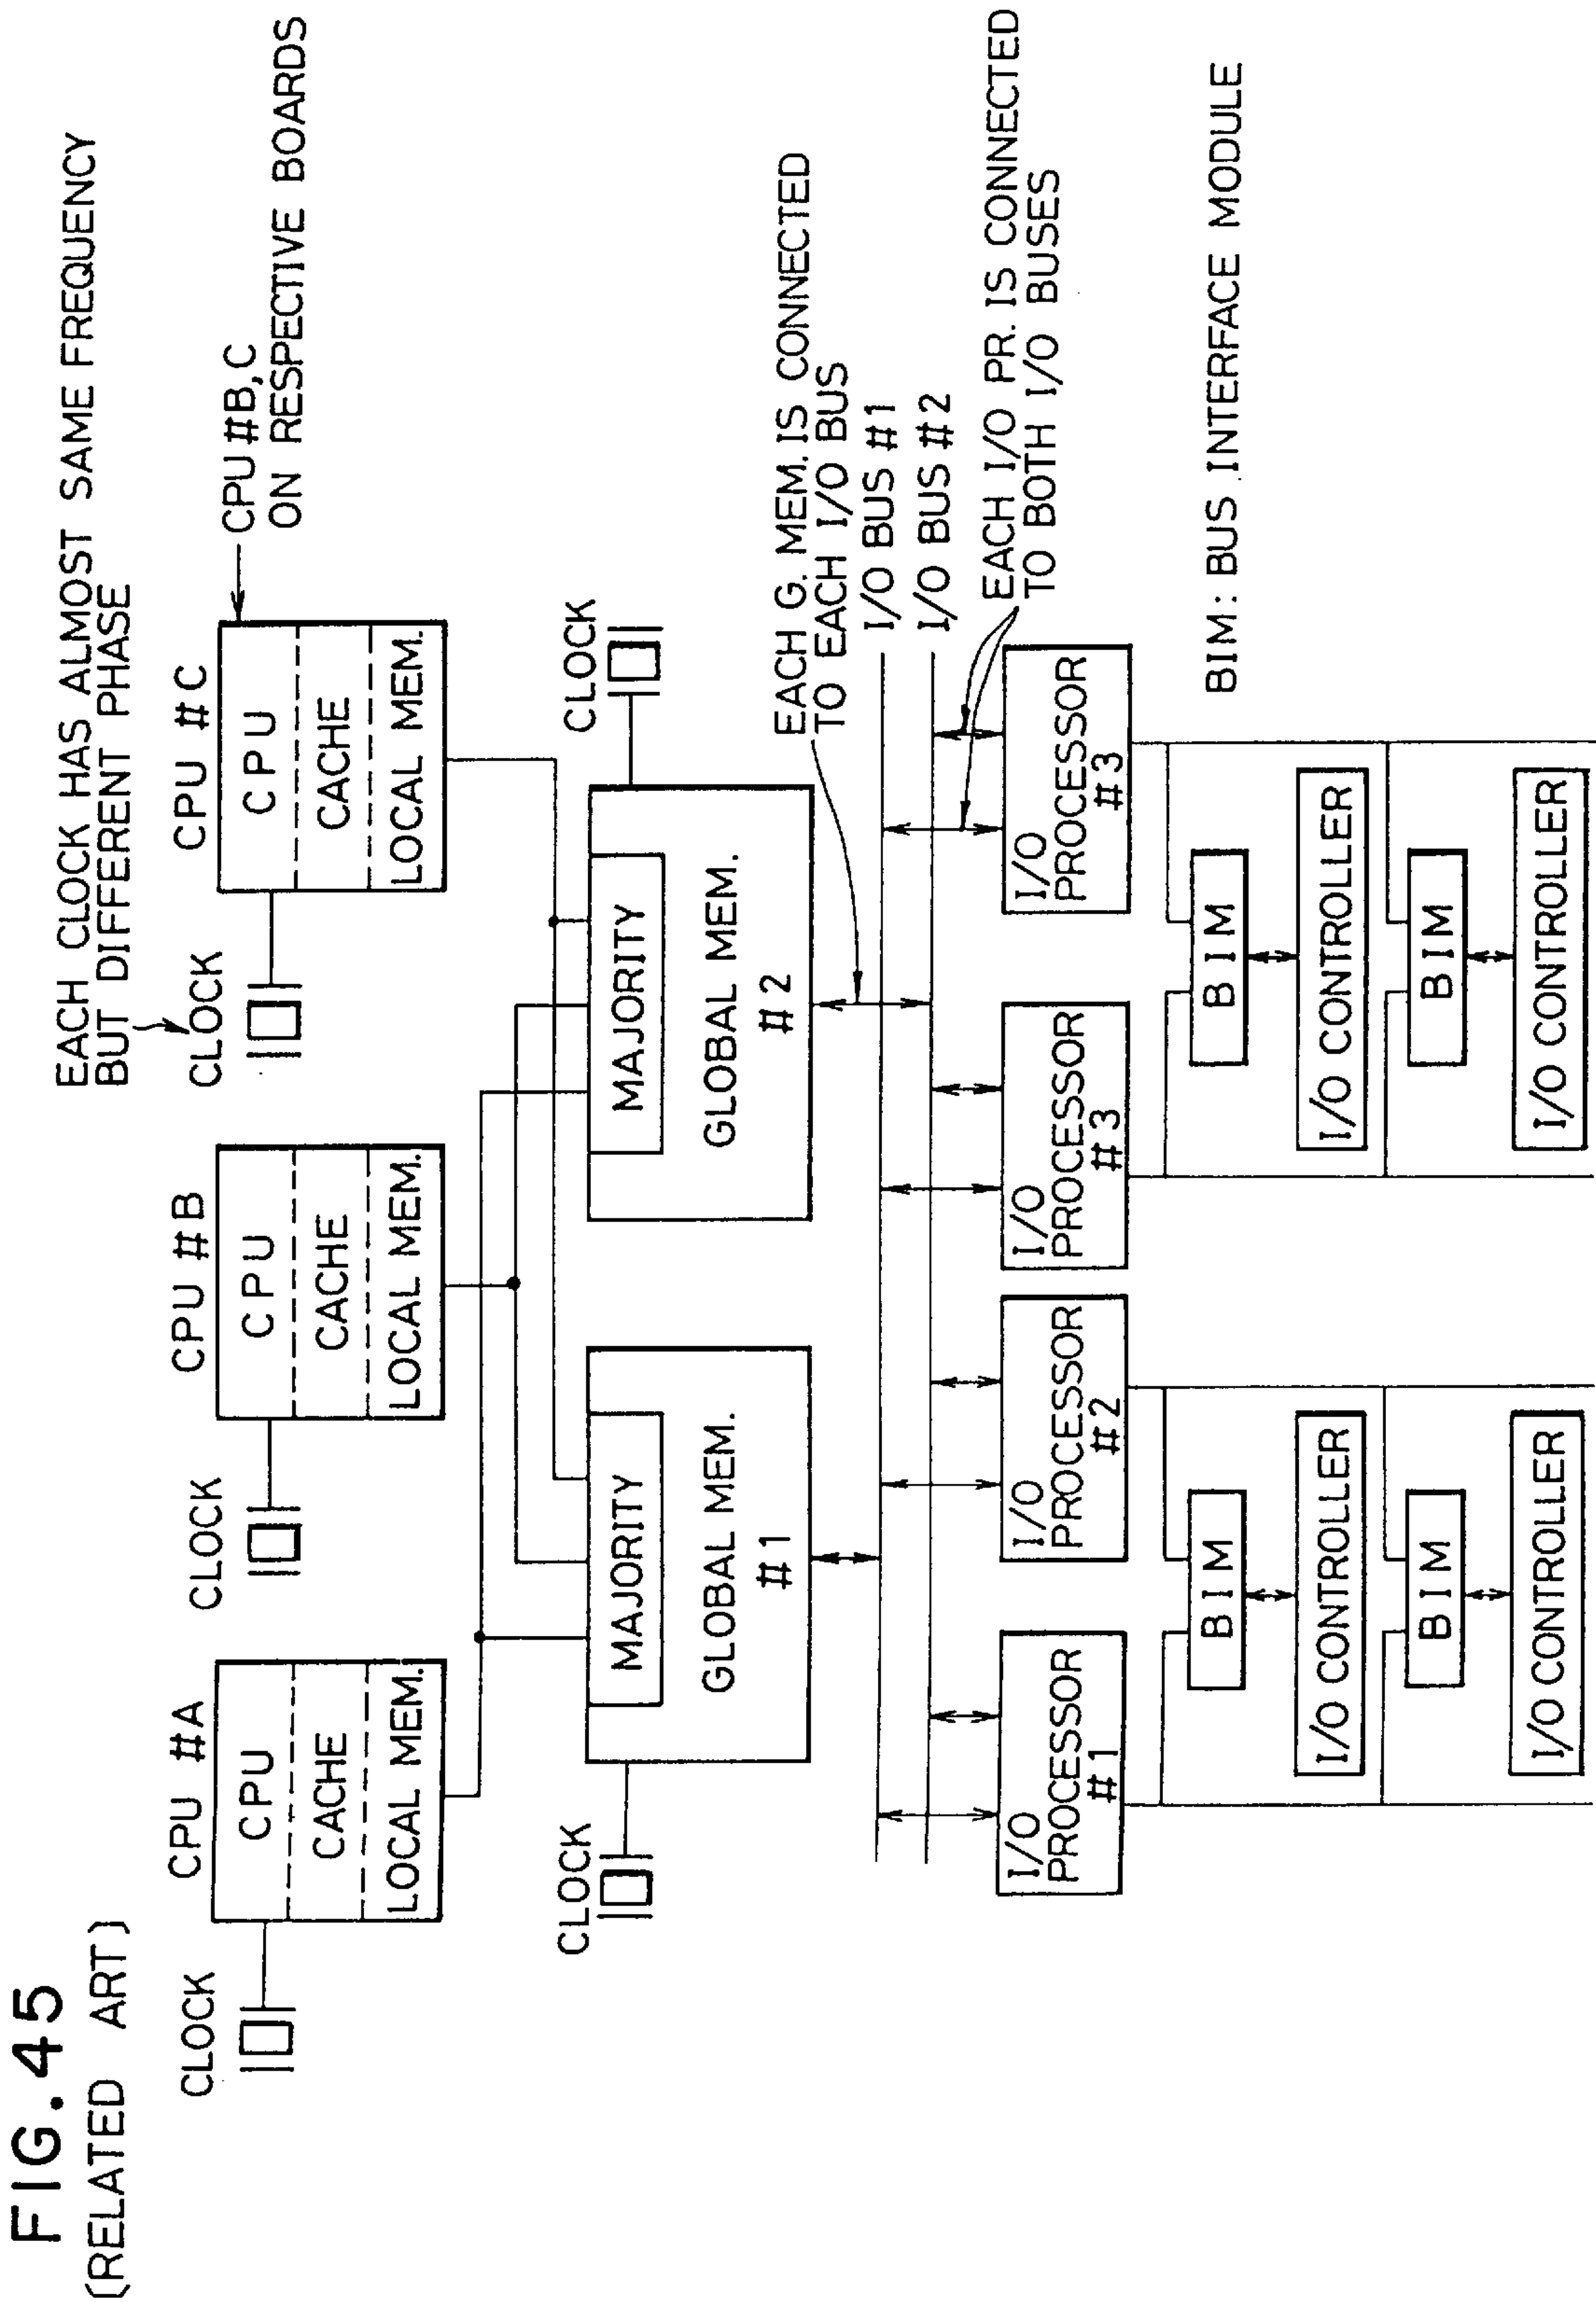 FIG. 45
(RELATED ART)
EACH CLOCK HAS ALMOST SAME FREQUENCY
BUT DIFFERENT PHASE
CPU #A
CPU #B
CPU #C
CLOCK
CLOCK
CLOCK
CPU #B,C
ON RESPECTIVE BOARDS
CPU
CACHE
LOCAL MEM.
CPU
CACHE
LOCAL MEM.
CPU
CACHE
LOCAL MEM.
CLOCK
CLOCK
MAJORITY
GLOBAL MEM.
#1
MAJORITY
GLOBAL MEM.
#2
EACH G. MEM. IS CONNECTED
TO EACH I/O BUS
I/O BUS #1
I/O BUS #2
EACH I/O PR. IS CONNECTED
TO BOTH I/O BUSES
I/O
PROCESSOR
#1
I/O
PROCESSOR
#2
I/O
PROCESSOR
#3
I/O
PROCESSOR
#3
BIM
BIM
BIM: BUS INTERFACE MODULE
I/O CONTROLLER
I/O CONTROLLER
BIM
BIM
I/O CONTROLLER
I/O CONTROLLER